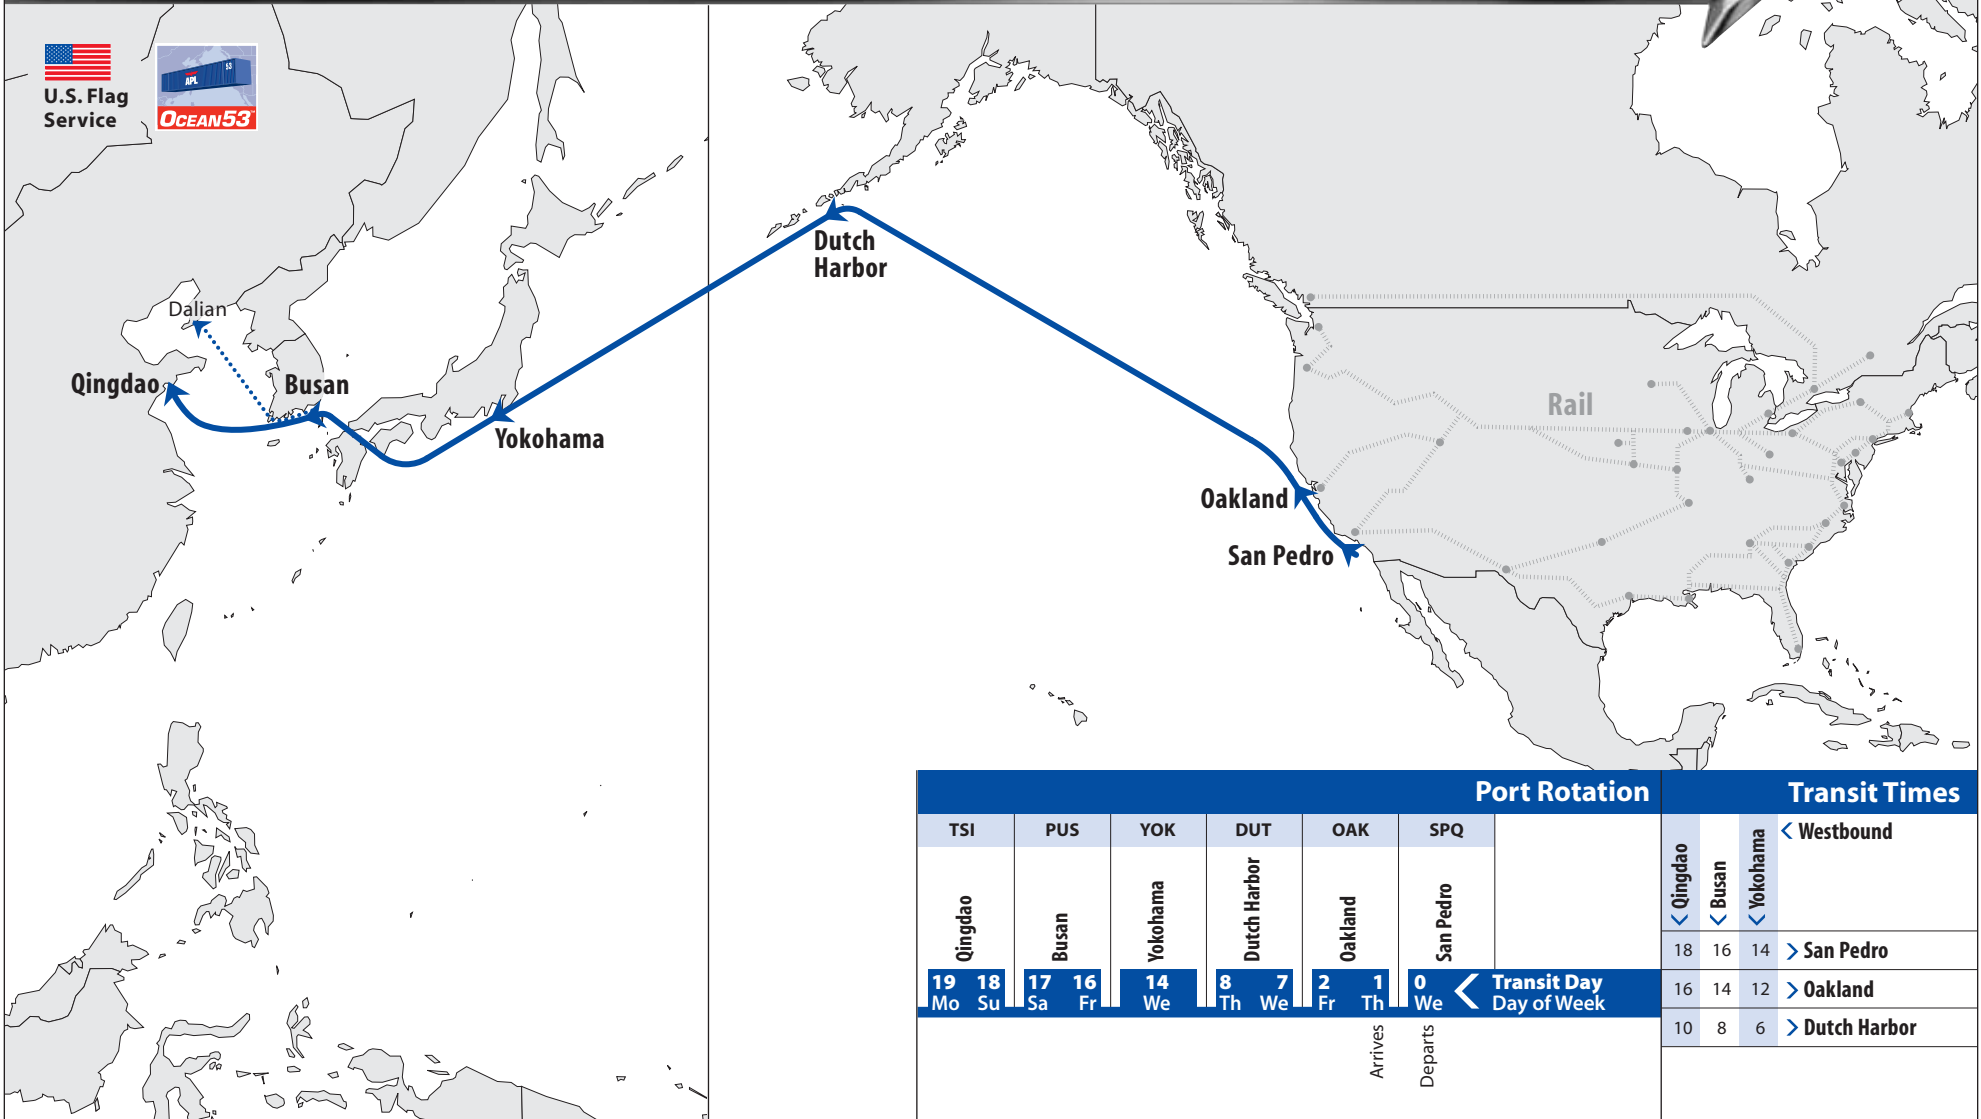 U.S. Flag
Service
APL
53
OCEAN53
Dalian
Qingdao
Busan
Yokohama
Dutch
Harbor
Rail
Oakland
San Pedro
Port Rotation
TSI PUS YOK DUT OAK SPQ
Qingdao Busan Yokohama Dutch Harbor Oakland San Pedro
19 18 17 16 14 8 7 2 1 0 Transit Day
Mo Su Sa Fr We Th We Fr Th We Day of Week
Arrives
Departs
Transit Times
< Westbound
< Qingdao
< Busan
< Yokohama
18 16 14 > San Pedro
16 14 12 > Oakland
10 8 6 > Dutch Harbor